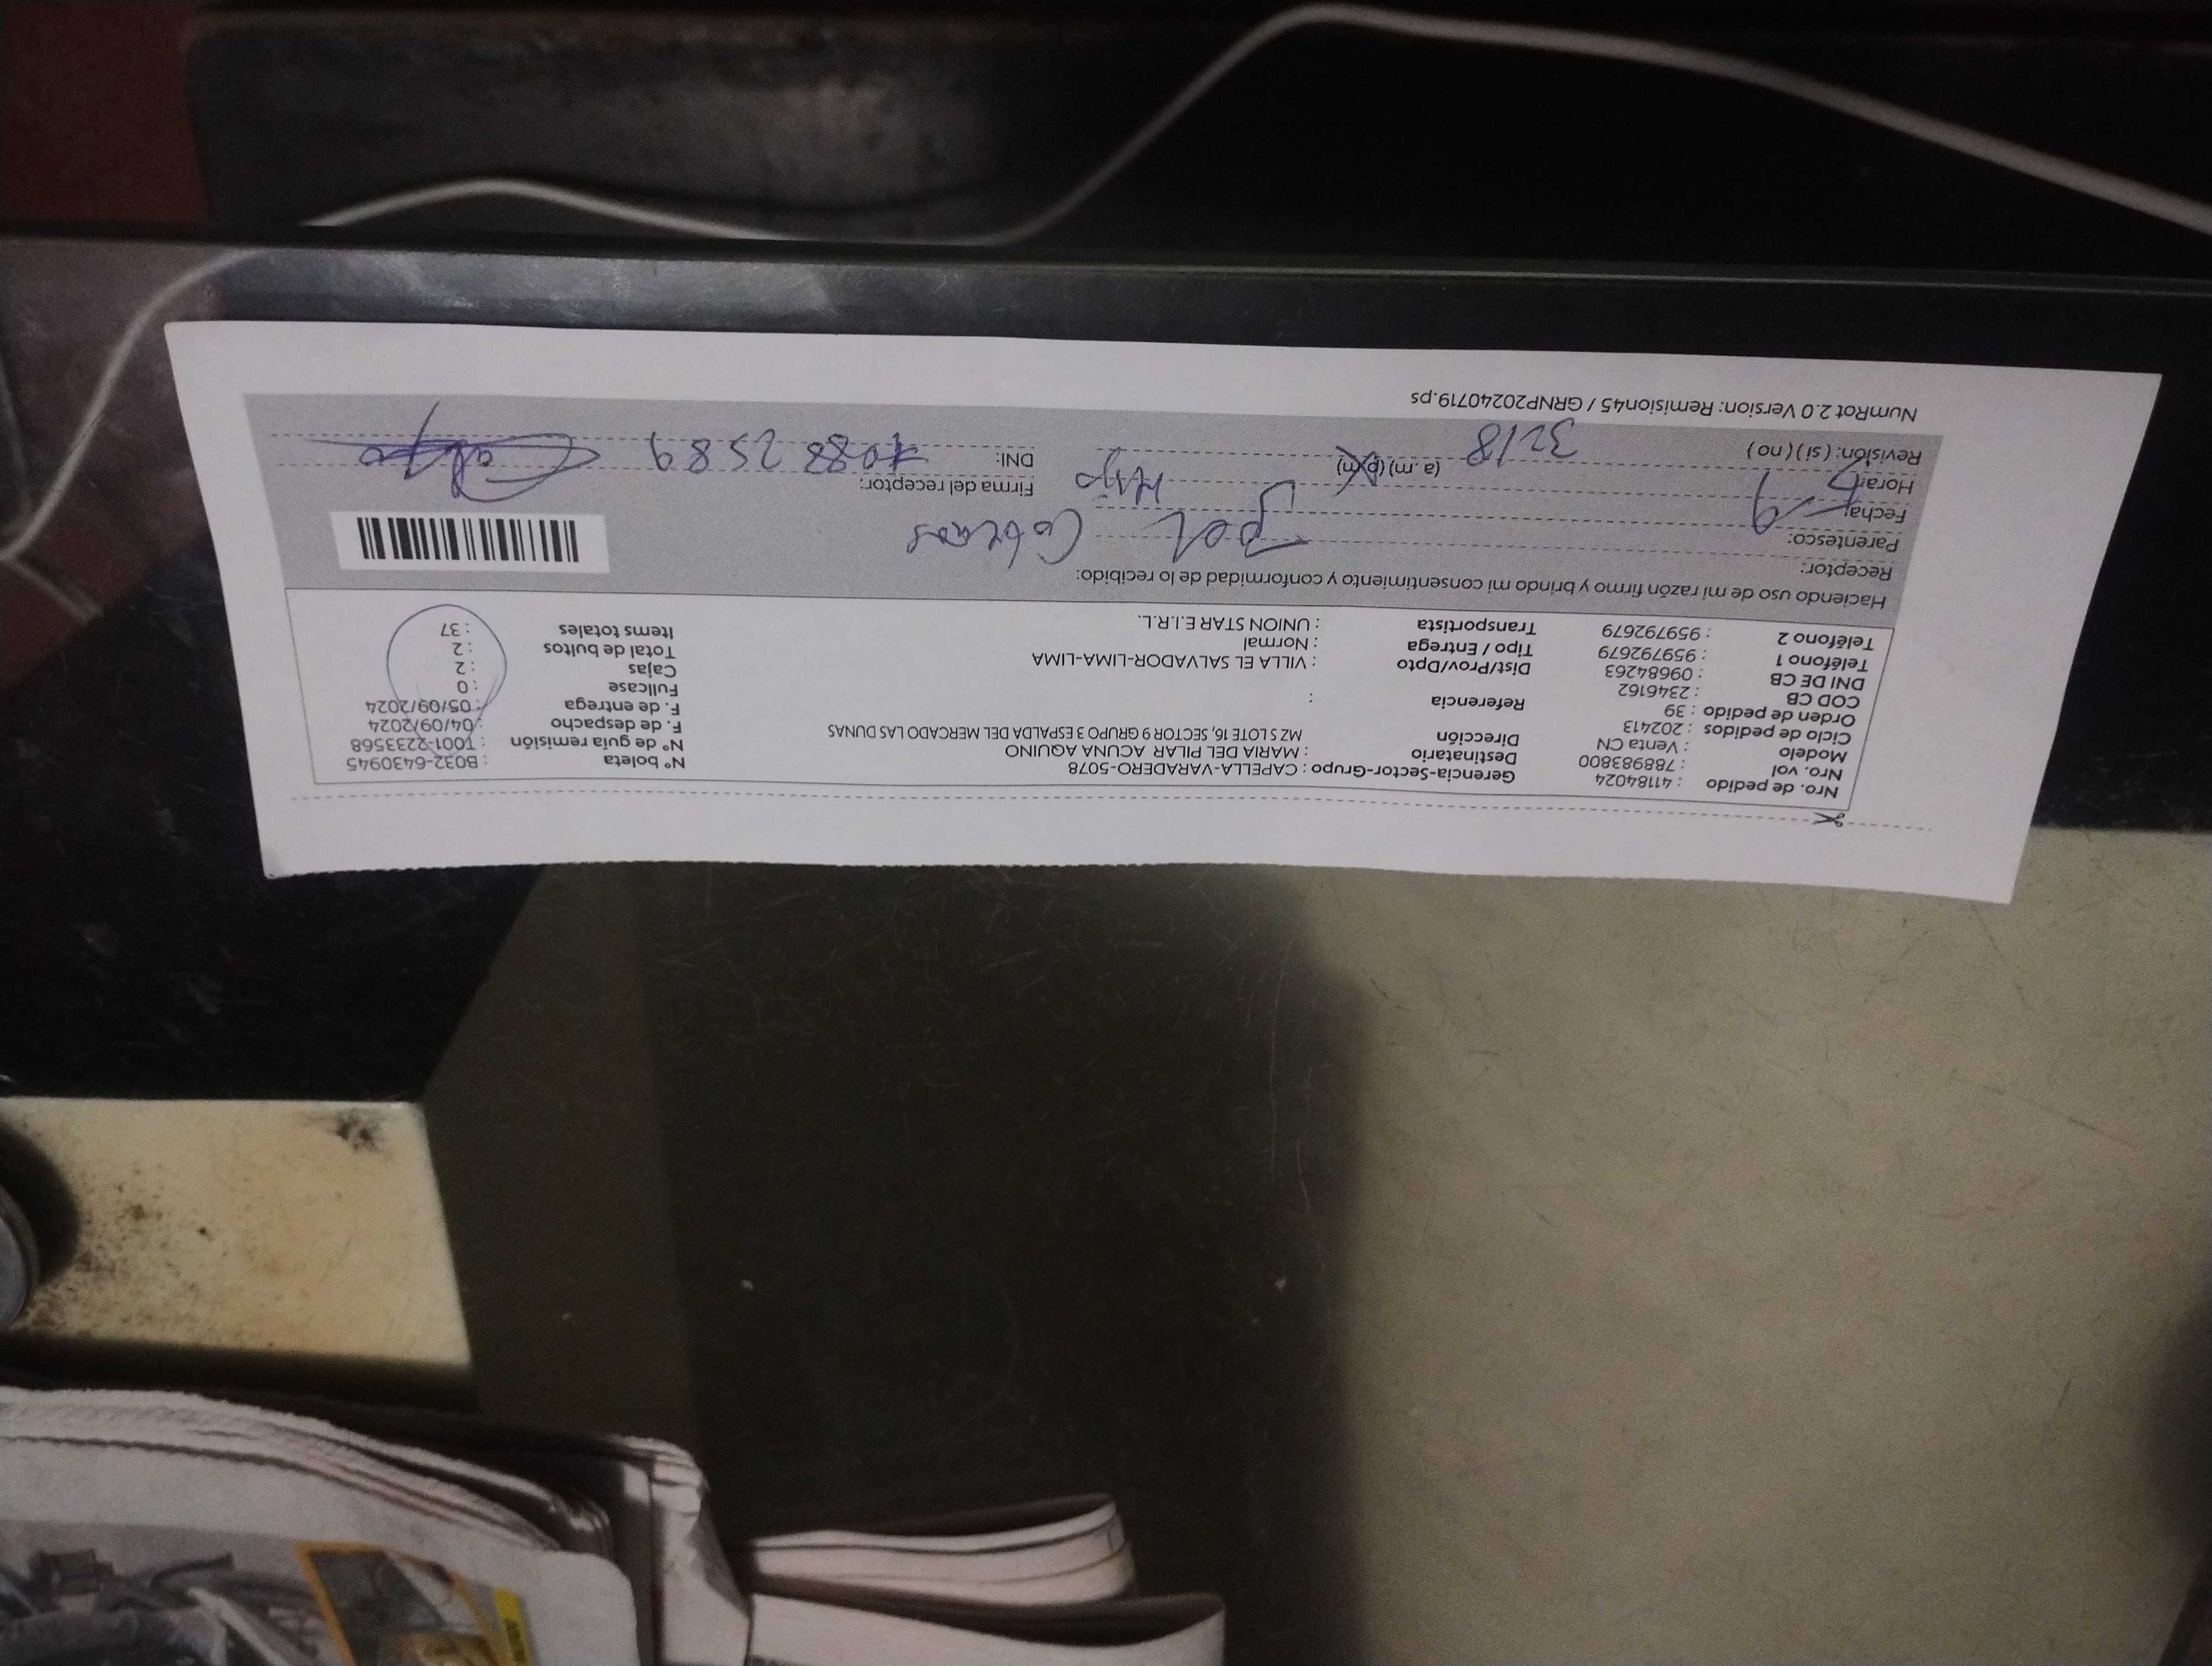 Nro. de pedido : 41184024 Gerencia-Sector-Grupo : CAPELLA-VARADERO-5078 N° boleta : B032-6430945
Nro. vol : 788983800 Destinatario : MARIA DEL PILAR ACUNA AQUINO N° de guía remisión : T001-2233568
Modelo : Venta CN Dirección MZ S LOTE 16, SECTOR 9 GRUPO 3 ESPALDA DEL MERCADO LAS DUNAS F. de despacho : 04/09/2024
Ciclo de pedidos : 202413 Referencia : F. de entrega : 05/09/2024
Orden de pedido : 39 Dist/Prov/Dpto : VILLA EL SALVADOR-LIMA-LIMA Fullcase : 0
COD CB : 2346162 Tipo / Entrega : Normal Cajas : 2
DNI DE CB : 09684263 Transportista : UNION STAR E.I.R.L. Total de bultos : 2
Teléfono 1 : 959792679 Items totales : 37
Teléfono 2 : 959792679
Haciendo uso de mi razón firmo y brindo mi consentimiento y conformidad de lo recibido:
Receptor:
Parentesco: Hijo
Fecha:
Hora: (a. m) (p m) Firma del receptor:
Revisión: (si) (no) 3218 DNI: 40882589
NumRot 2.0 Version: Remision45 / GRNP20240719.ps